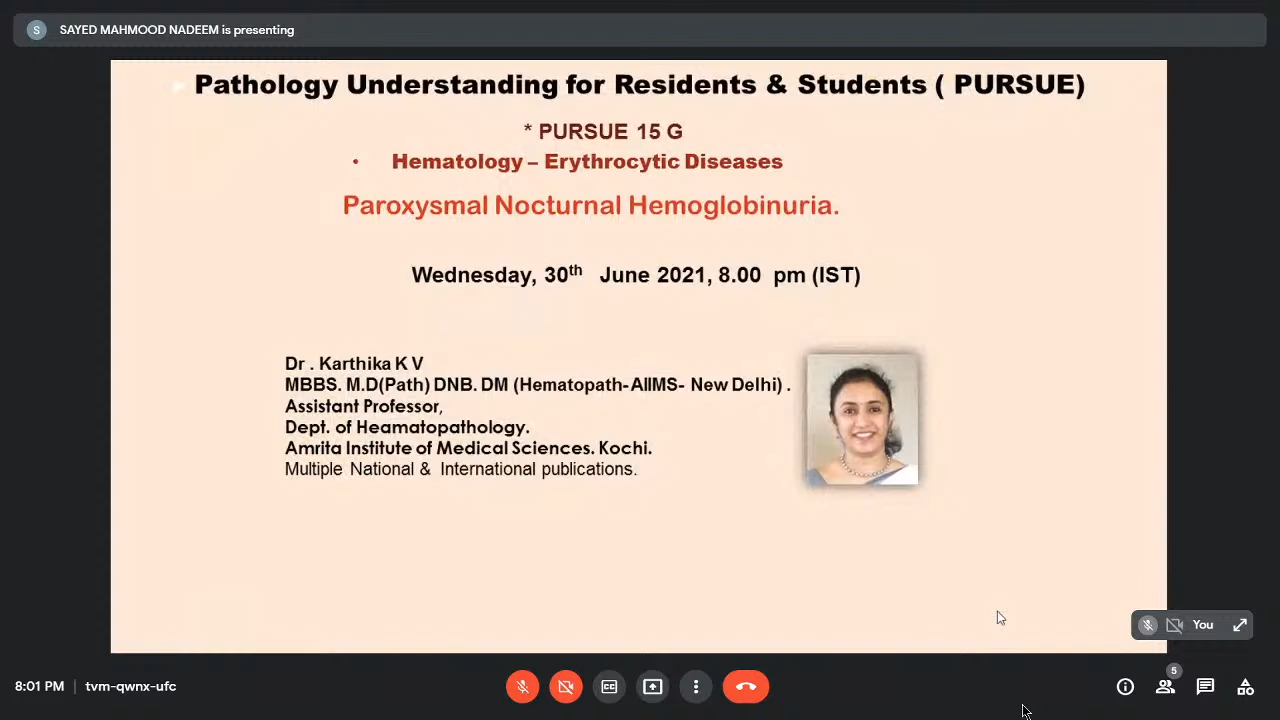 S SAYED MAHMOOD NADEEM is presenting
Pathology Understanding for Residents & Students ( PURSUE)
* PURSUE 15 G
• Hematology – Erythrocytic Diseases
Paroxysmal Nocturnal Hemoglobinuria.
Wednesday, 30th June 2021, 8.00 pm (IST)
Dr . Karthika K V
MBBS. M.D(Path) DNB. DM (Hematopath-AIIMS- New Delhi) .
Assistant Professor,
Dept. of Heamatopathology.
Amrita Institute of Medical Sciences. Kochi.
Multiple National & International publications.
You
8:01 PM | tvm-qwnx-ufc
CC
5